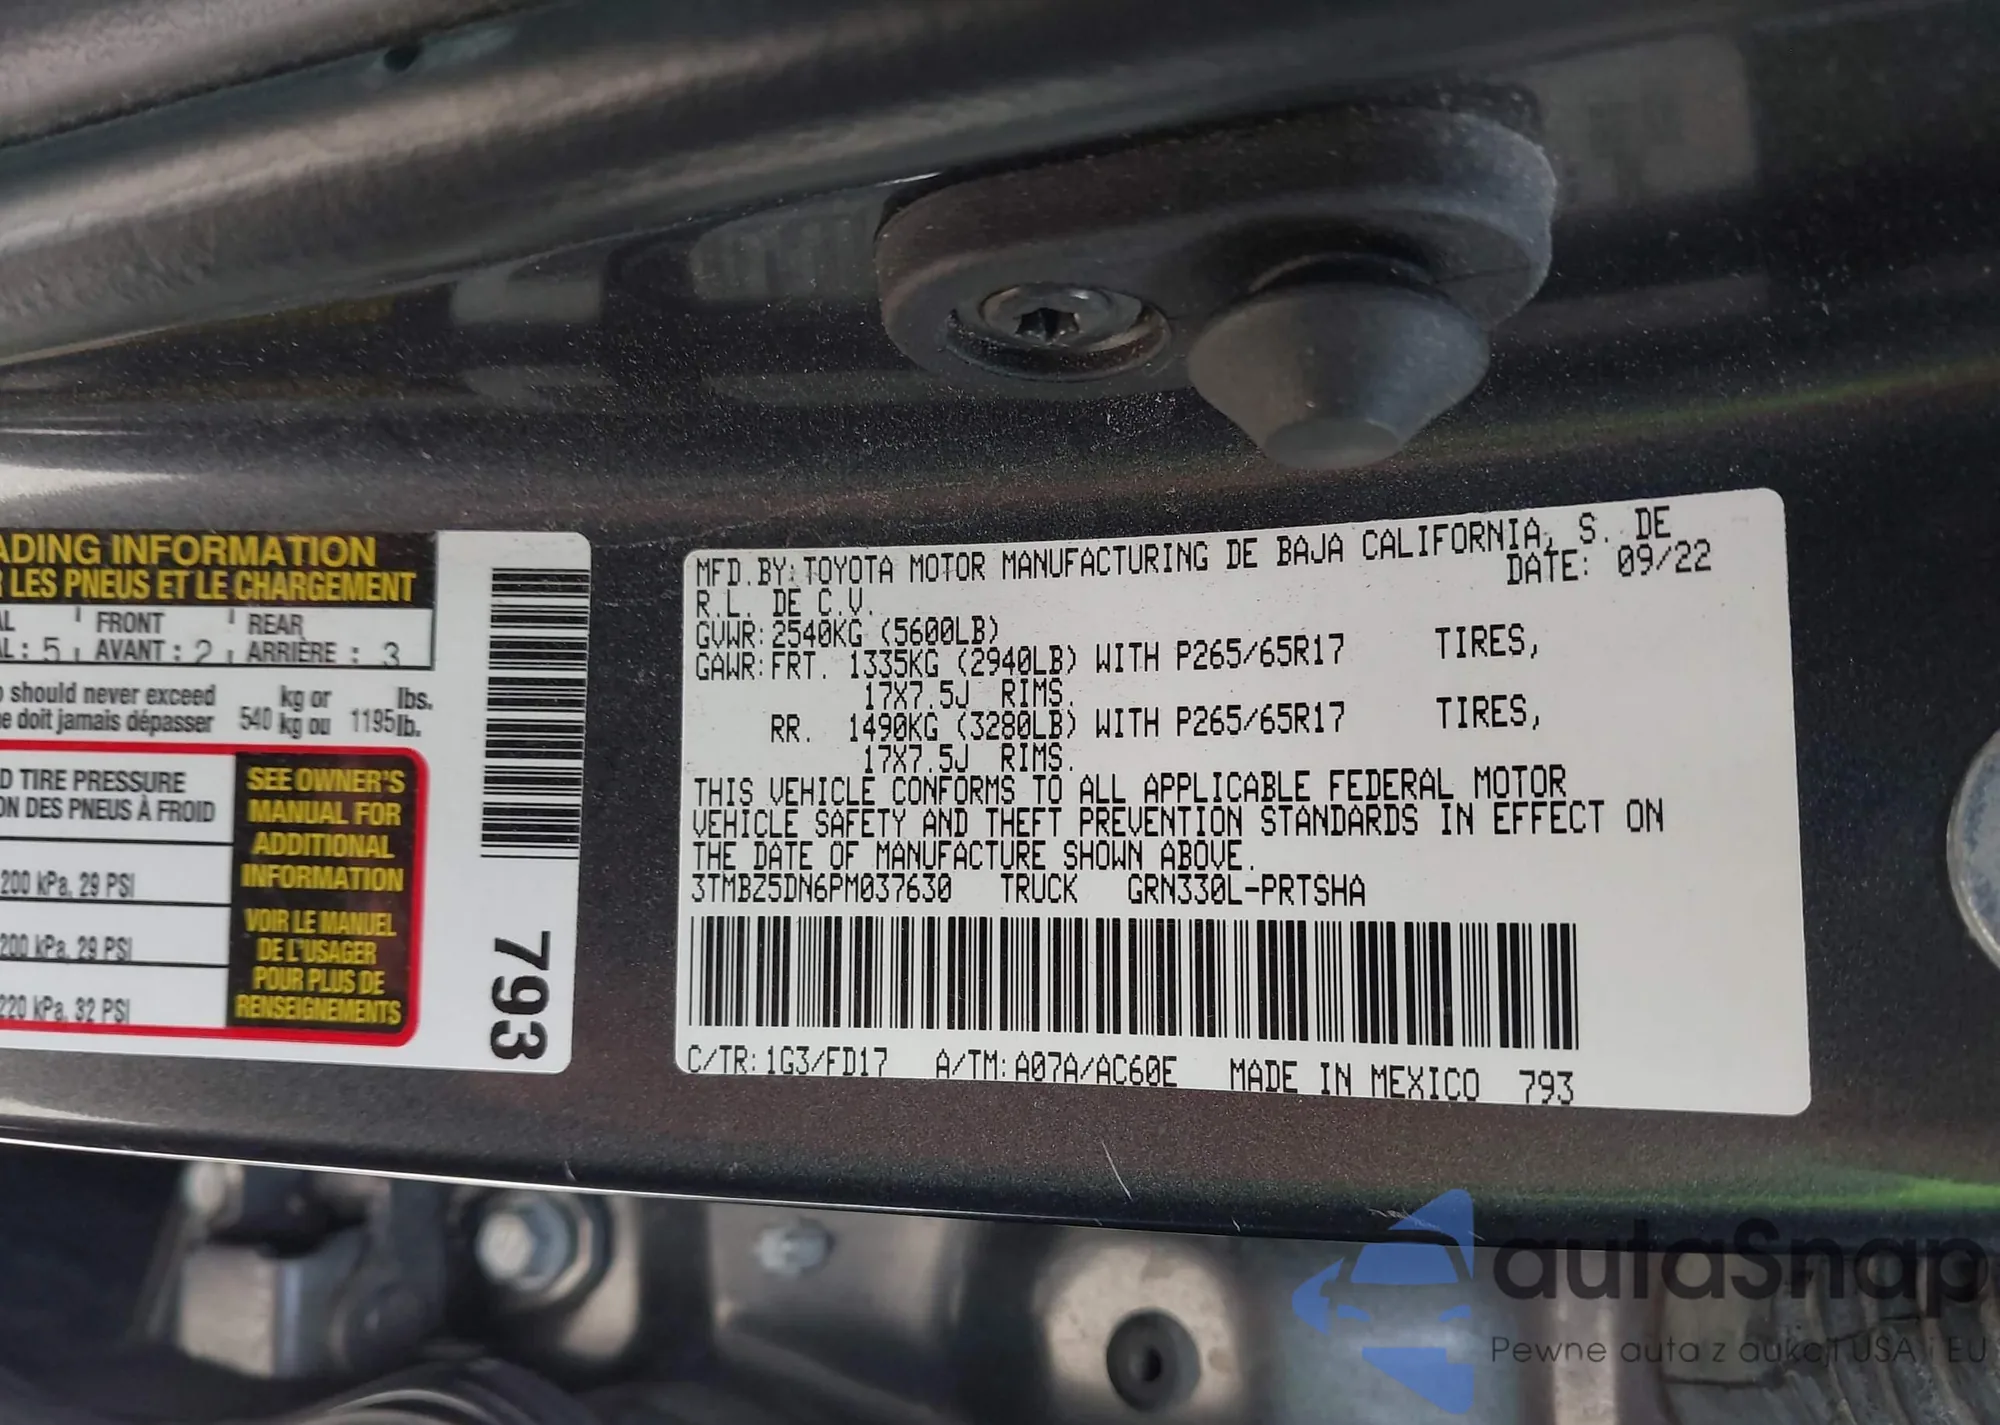 ADING INFORMATION
LES PNEUS ET LE CHARGEMENT
FRONT REAR
5 AVANT : 2 ARRIÈRE : 3
should never exceed kg or lbs.
doit jamais dépasser 540 kg ou 1195 lb.
TIRE PRESSURE
DES PNEUS À FROID
200 kPa, 29 PSI
200 kPa, 29 PSI
220 kPa, 32 PSI
SEE OWNER'S
MANUAL FOR
ADDITIONAL
INFORMATION
VOIR LE MANUEL
DE L'USAGER
POUR PLUS DE
RENSEIGNEMENTS
793
MFD.BY:TOYOTA MOTOR MANUFACTURING DE BAJA CALIFORNIA, S. DE
R.L. DE C.V. DATE: 09/22
GVWR:2540KG (5600LB)
GAWR:FRT. 1335KG (2940LB) WITH P265/65R17 TIRES,
17X7.5J RIMS.
RR. 1490KG (3280LB) WITH P265/65R17 TIRES,
17X7.5J RIMS.
THIS VEHICLE CONFORMS TO ALL APPLICABLE FEDERAL MOTOR
VEHICLE SAFETY AND THEFT PREVENTION STANDARDS IN EFFECT ON
THE DATE OF MANUFACTURE SHOWN ABOVE.
3TMBZ5DN6PM037630 TRUCK GRN330L-PRTSHA
C/TR:1G3/FD17 A/TM:A07A/AC60E MADE IN MEXICO 793
autaSnap
Pewne auta z aukcji USA i EU